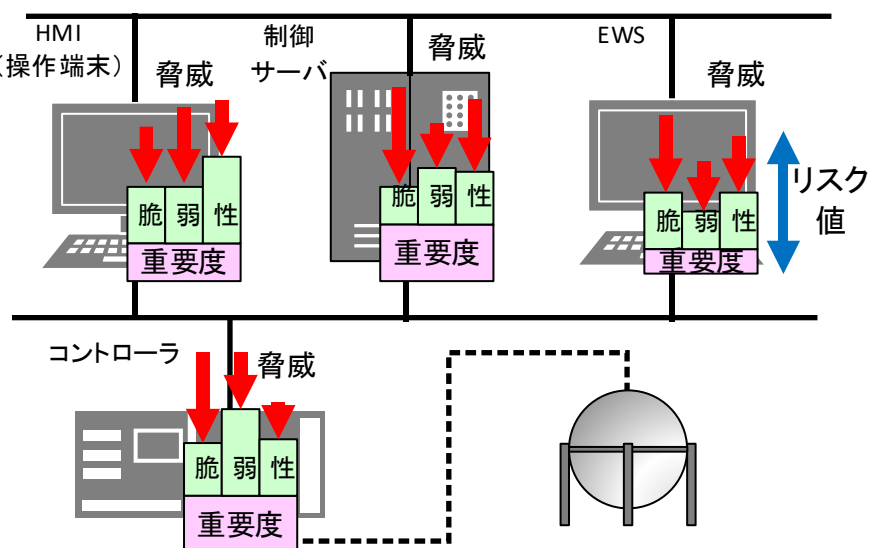 HMI
（操作端末）
脅威
制御
サーバ
脅威
EWS
脅威
脆 弱 性
重要度
脆 弱 性
重要度
脆 弱 性
重要度
リスク
値
コントローラ
脅威
脆 弱 性
重要度